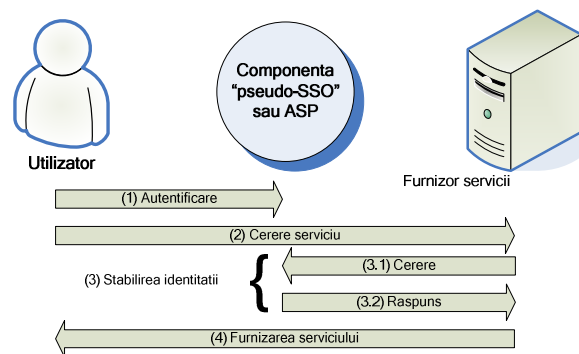 Componenta
“pseudo-SSO”
sau ASP
Utilizator
Furnizor servicii
(1) Autentificare
(2) Cerere serviciu
(3.1) Cerere
(3) Stabilirea identitatii
(3.2) Raspuns
(4) Furnizarea serviciului